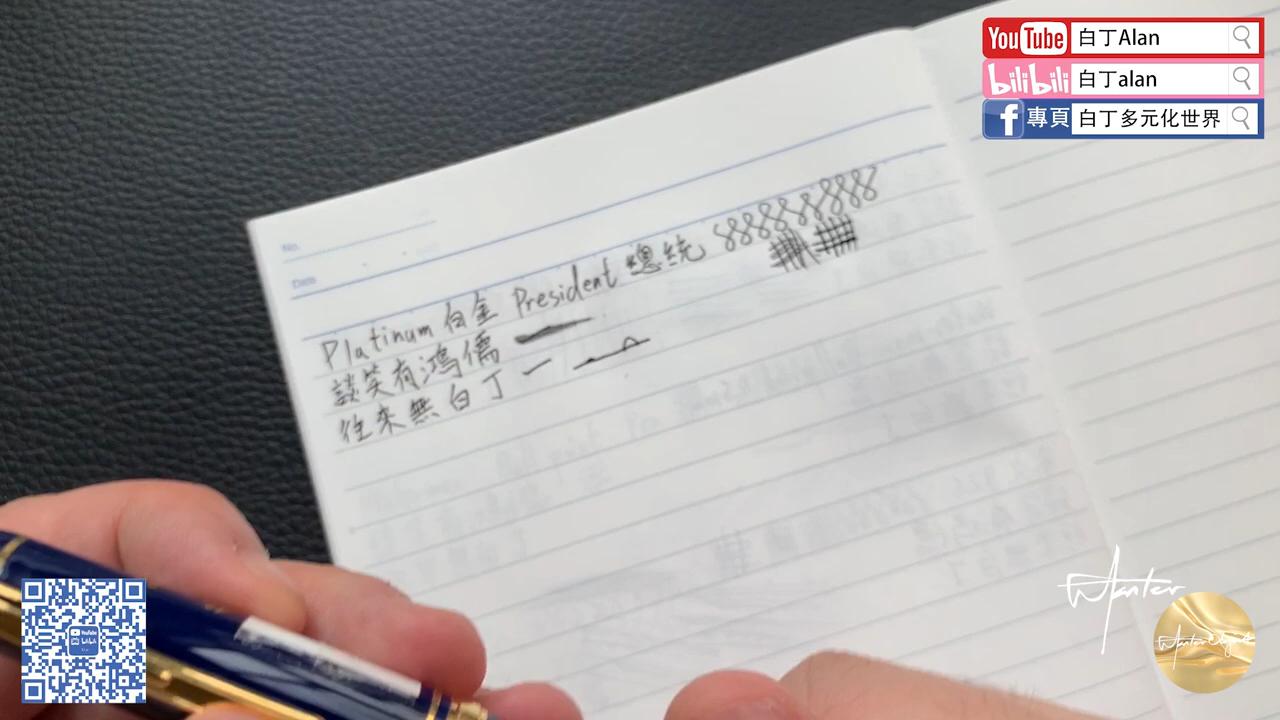 YouTube 白丁Alan
bilibili 白丁alan
f 專頁 白丁多元化世界
No.
Date
Platinum 白金 President 總統 8888888888
談笑有鴻儒
往來無白丁